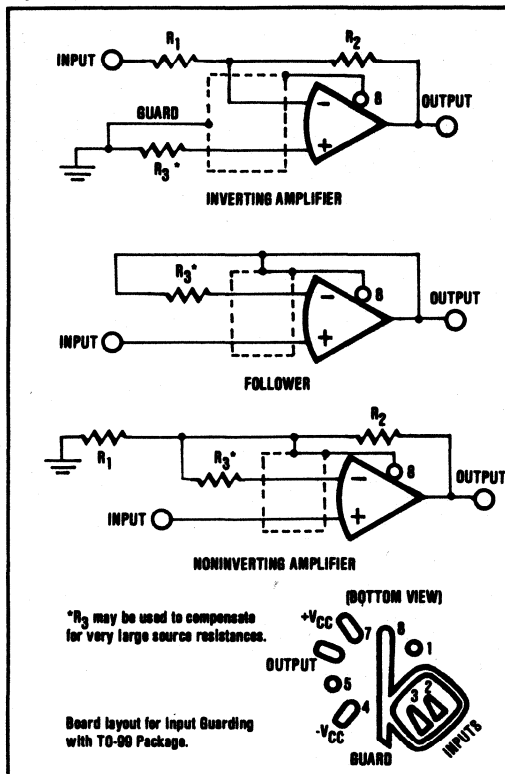 INPUT R1 R2
8 OUTPUT
GUARD
−
+
R3*
INVERTING AMPLIFIER
R3*
−
8 OUTPUT
+
INPUT
FOLLOWER
R1 R2
R3*
8 OUTPUT
−
+
INPUT
NONINVERTING AMPLIFIER
*R3 may be used to compensate
for very large source resistances.
(BOTTOM VIEW)
+VCC
7 8
1
OUTPUT
5
3 2
4
-VCC
INPUTS
GUARD
Board layout for Input Guarding
with TO-99 Package.